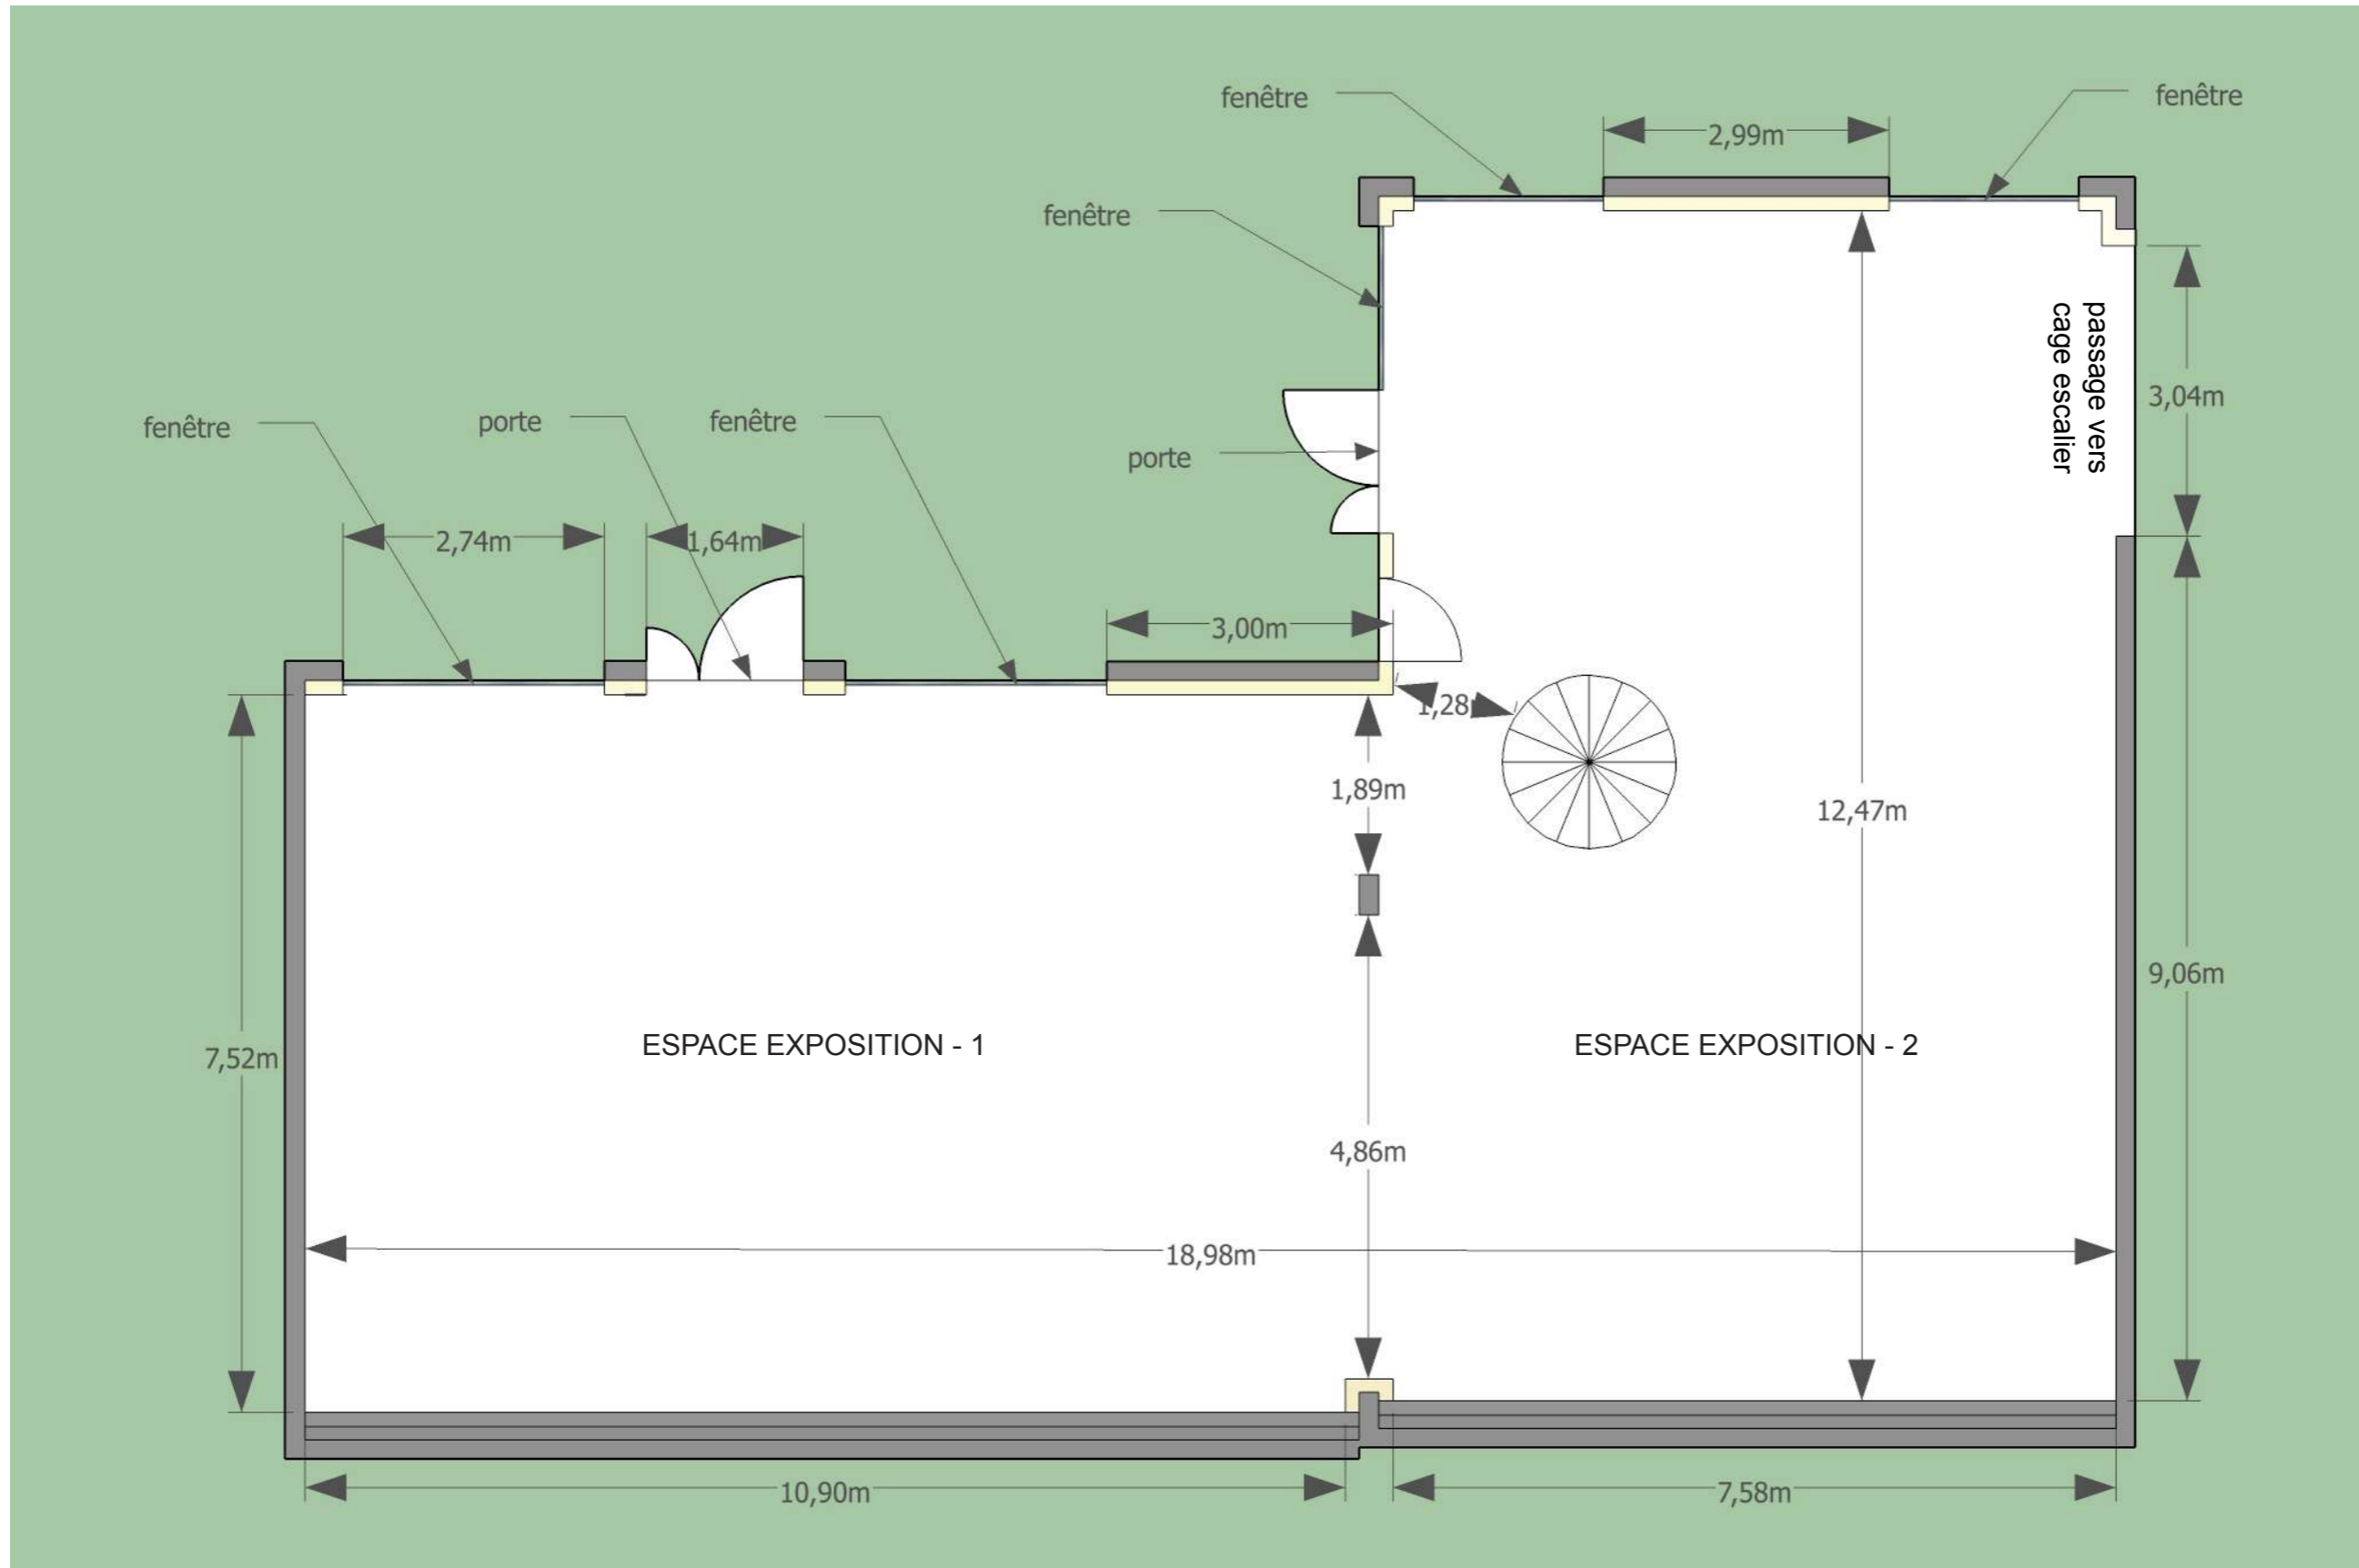 fenêtre
fenêtre
2,99m
fenêtre
passage vers
cage escalier
3,04m
fenêtre
porte
fenêtre
porte
2,74m
1,64m
3,00m
1,28
1,89m
12,47m
9,06m
ESPACE EXPOSITION - 1
ESPACE EXPOSITION - 2
7,52m
4,86m
18,98m
10,90m
7,58m